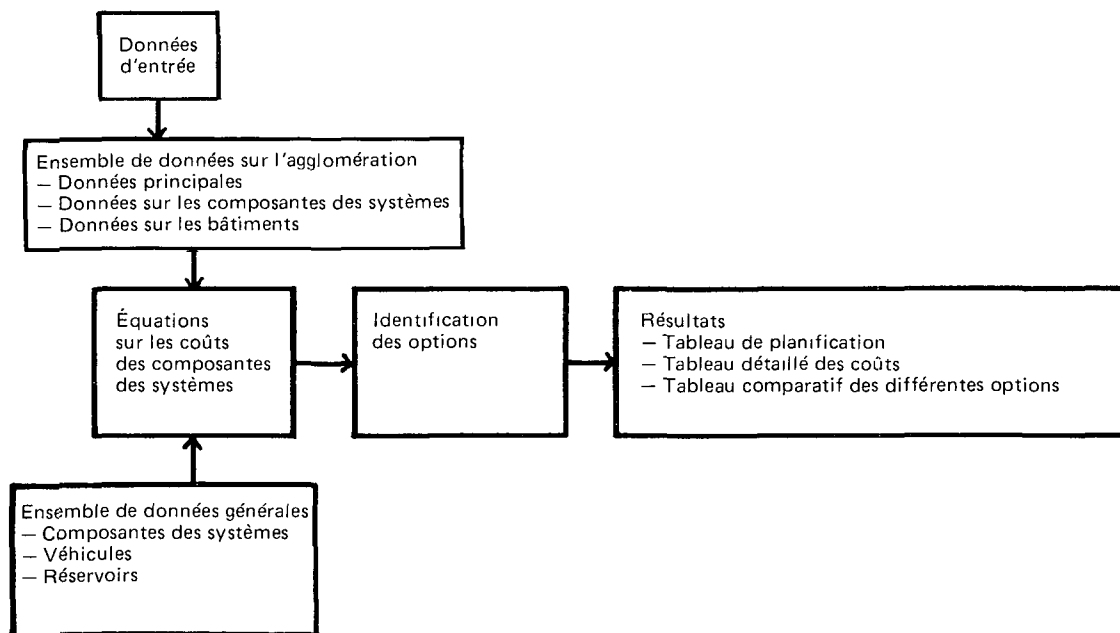 Données
d'entrée
Ensemble de données sur l'agglomération
— Données principales
— Données sur les composantes des systèmes
— Données sur les bâtiments
Équations
sur les coûts
des composantes
des systèmes
Identification
des options
Résultats
— Tableau de planification
— Tableau détaillé des coûts
— Tableau comparatif des différentes options
Ensemble de données générales
— Composantes des systèmes
— Véhicules
— Réservoirs